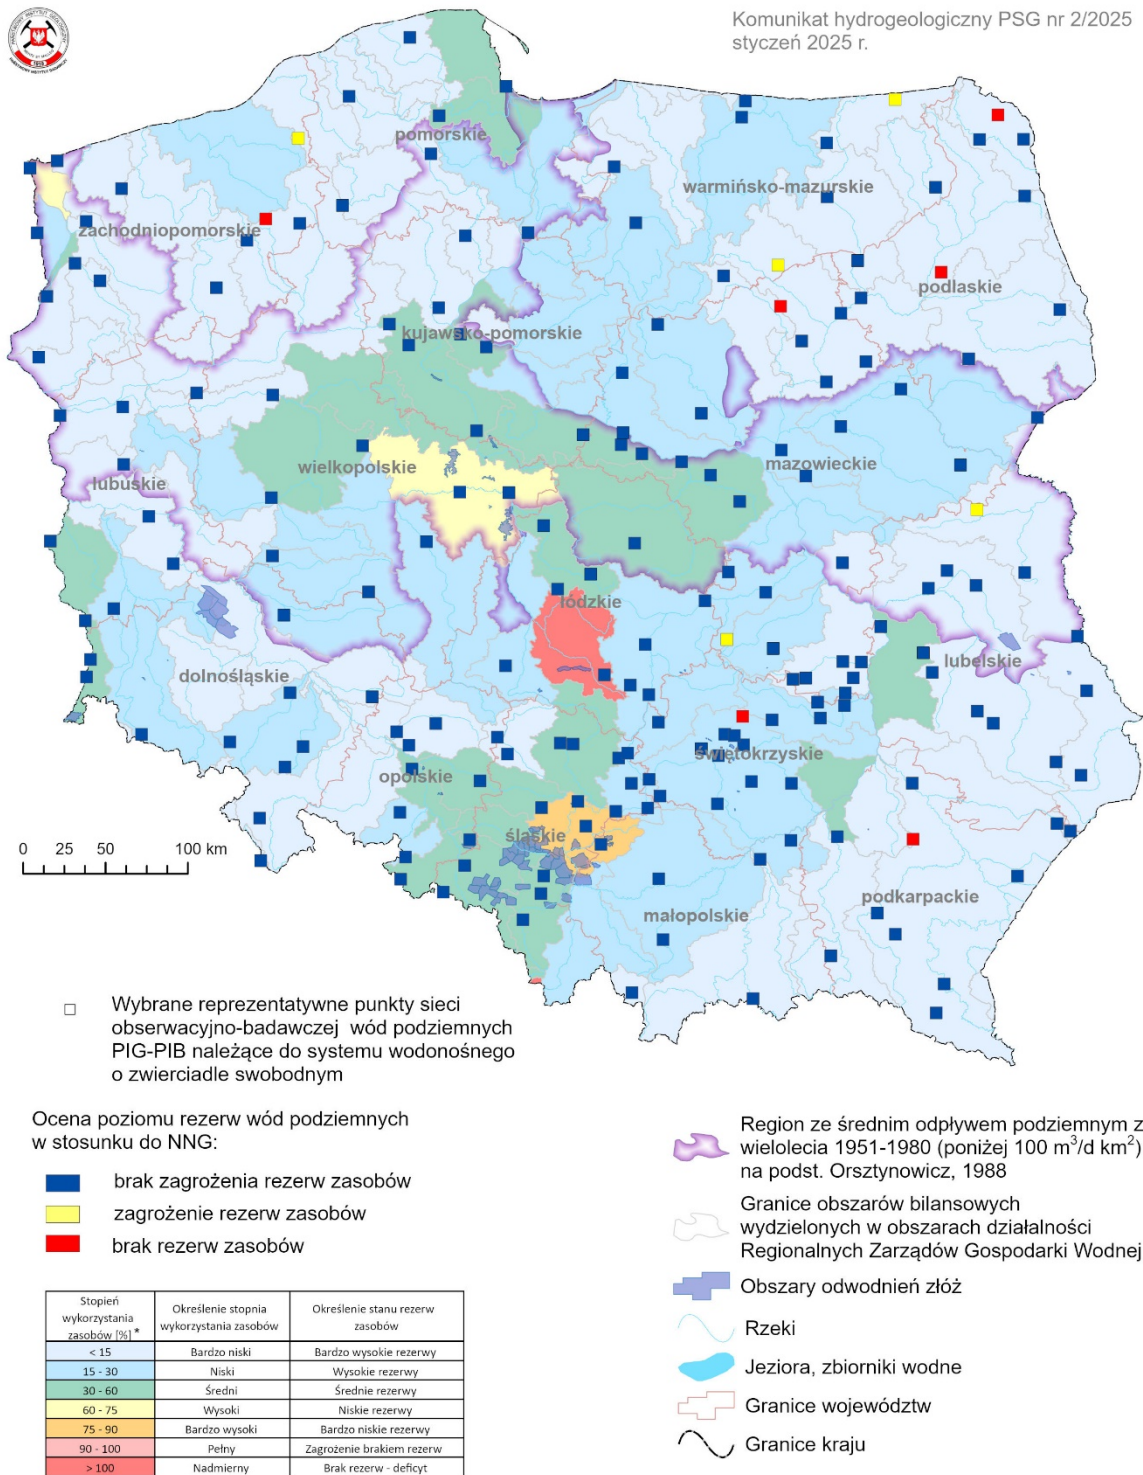 Komunikat hydrogeologiczny PSG nr 2/2025
styczeń 2025 r.
1919
pomorskie
warmińsko-mazurskie
zachodniopomorskie
podlaskie
kujawsko-pomorskie
wielkopolskie
mazowieckie
lubuskie
łódzkie
dolnośląskie
lubelskie
świętokrzyskie
opolskie
śląskie
podkarpackie
małopolskie
0 25 50 100 km
Wybrane reprezentatywne punkty sieci
obserwacyjno-badawczej wód podziemnych
PIG-PIB należące do systemu wodonośnego
o zwierciadle swobodnym
Ocena poziomu rezerw wód podziemnych
w stosunku do NNG:
brak zagrożenia rezerw zasobów
zagrożenie rezerw zasobów
brak rezerw zasobów
Stopień wykorzystania zasobów [%] * Określenie stopnia wykorzystania zasobów Określenie stanu rezerw zasobów
< 15 Bardzo niski Bardzo wysokie rezerwy
15 - 30 Niski Wysokie rezerwy
30 - 60 Średni Średnie rezerwy
60 - 75 Wysoki Niskie rezerwy
75 - 90 Bardzo wysoki Bardzo niskie rezerwy
90 - 100 Pełny Zagrożenie brakiem rezerw
> 100 Nadmierny Brak rezerw - deficyt
Region ze średnim odpływem podziemnym z
wielolecia 1951-1980 (poniżej 100 m³/d km²)
na podst. Orsztynowicz, 1988
Granice obszarów bilansowych
wydzielonych w obszarach działalności
Regionalnych Zarządów Gospodarki Wodnej
Obszary odwodnień złóż
Rzeki
Jeziora, zbiorniki wodne
Granice województw
Granice kraju